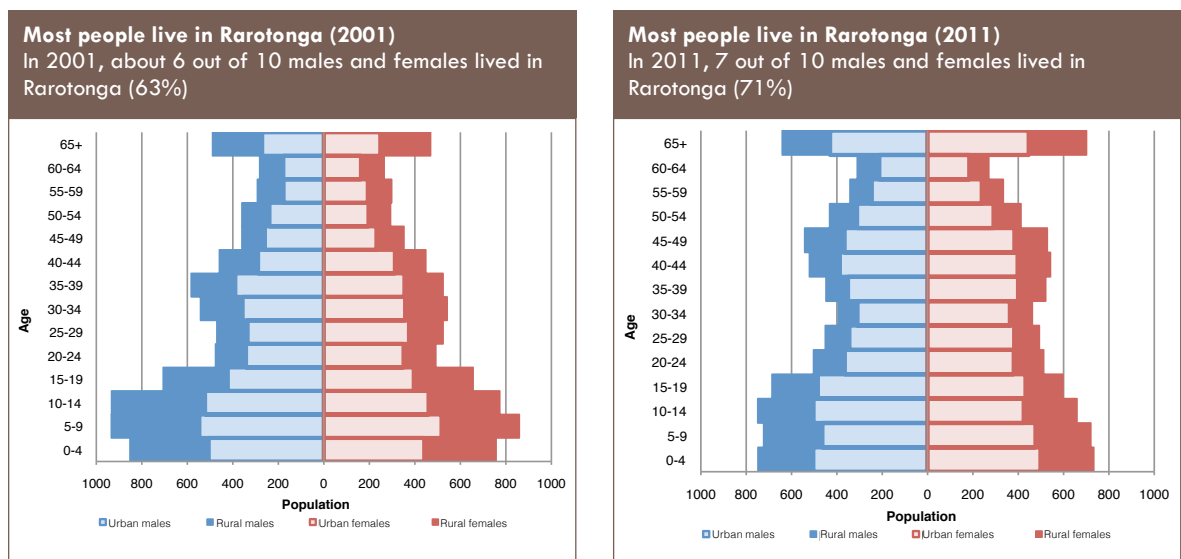 Most people live in Rarotonga (2001)
In 2001, about 6 out of 10 males and females lived in
Rarotonga (63%)
65+
60-64
55-59
50-54
45-49
40-44
35-39
30-34
25-29
20-24
15-19
10-14
5-9
0-4
Age
1000 800 600 400 200 0 200 400 600 800 1000
Population
Urban males Rural males Urban females Rural females
Most people live in Rarotonga (2011)
In 2011, 7 out of 10 males and females lived in
Rarotonga (71%)
65+
60-64
55-59
50-54
45-49
40-44
35-39
30-34
25-29
20-24
15-19
10-14
5-9
0-4
Age
1000 800 600 400 200 0 200 400 600 800 1000
Population
Urban males Rural males Urban females Rural females